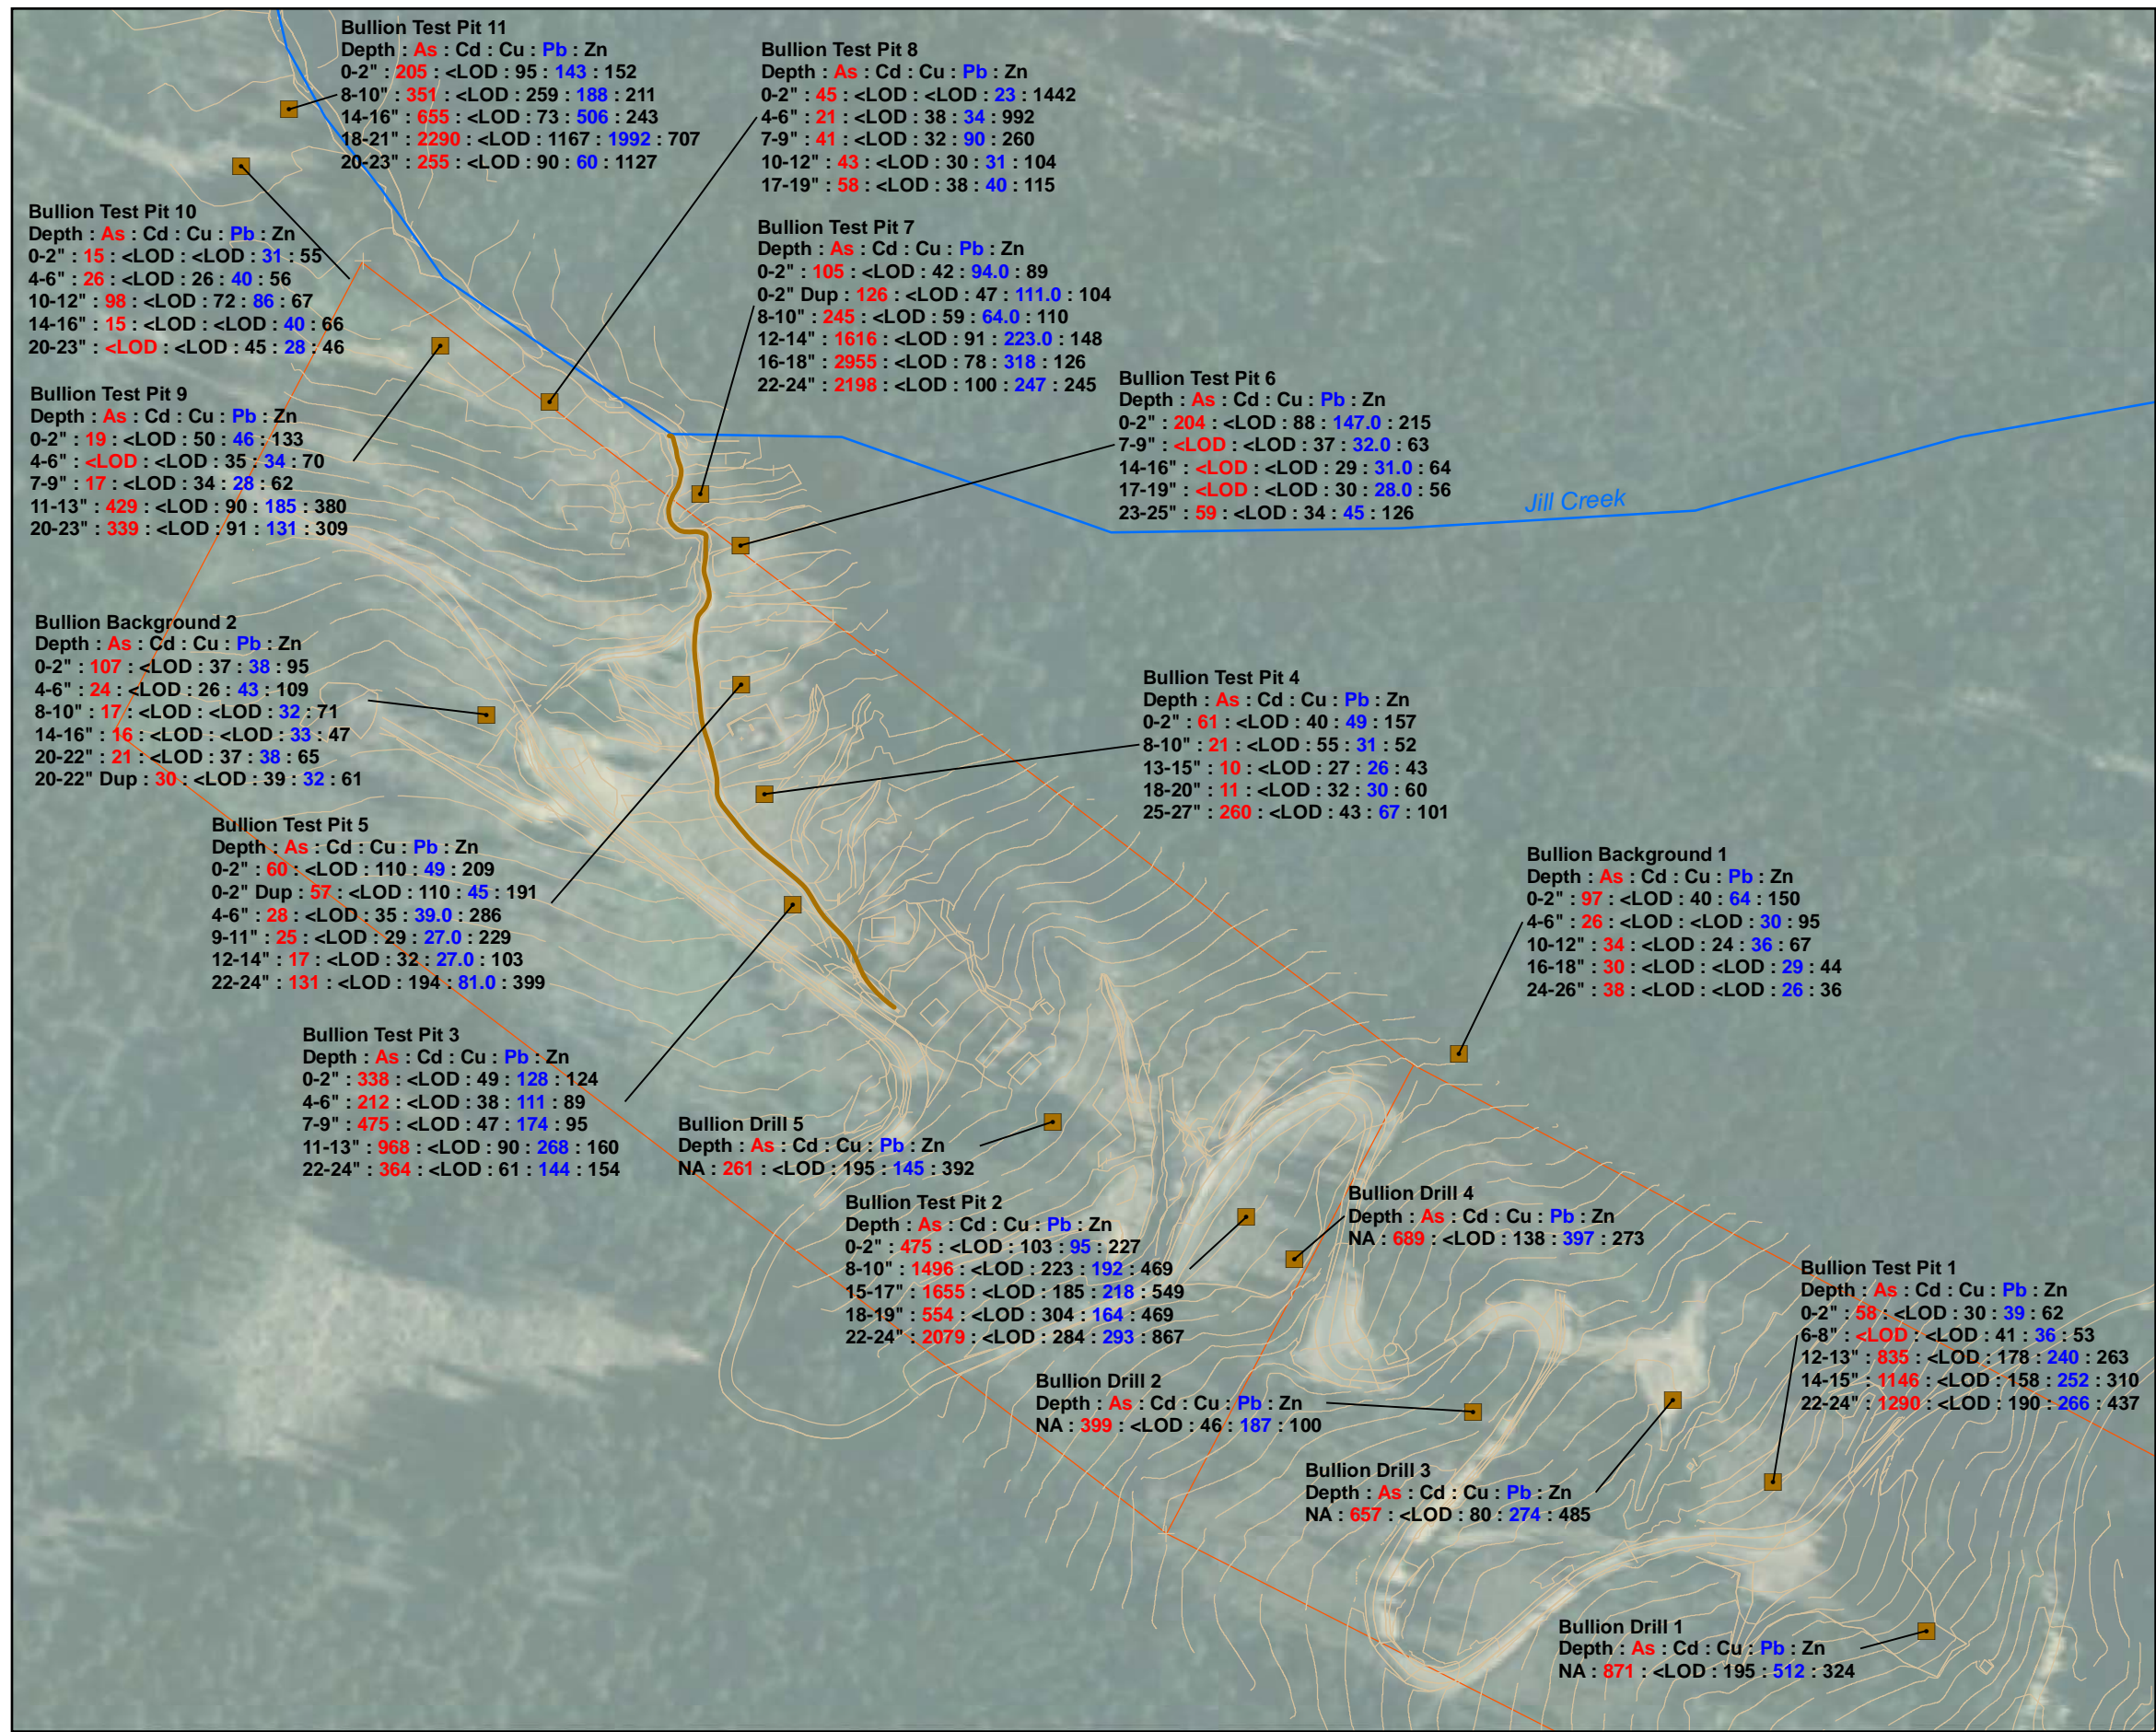 Bullion Test Pit 11
Depth : As : Cd : Cu : Pb : Zn
0-2" : 205 : <LOD : 95 : 143 : 152
8-10" : 351 : <LOD : 259 : 188 : 211
14-16" : 655 : <LOD : 73 : 506 : 243
18-21" : 2290 : <LOD : 1167 : 1992 : 707
20-23" : 255 : <LOD : 90 : 60 : 1127
Bullion Test Pit 8
Depth : As : Cd : Cu : Pb : Zn
0-2" : 45 : <LOD : <LOD : 23 : 1442
4-6" : 21 : <LOD : 38 : 34 : 992
7-9" : 41 : <LOD : 32 : 90 : 260
10-12" : 43 : <LOD : 30 : 31 : 104
17-19" : 58 : <LOD : 38 : 40 : 115
Bullion Test Pit 10
Depth : As : Cd : Cu : Pb : Zn
0-2" : 15 : <LOD : <LOD : 31 : 55
4-6" : 26 : <LOD : 26 : 40 : 56
10-12" : 98 : <LOD : 72 : 86 : 67
14-16" : 15 : <LOD : <LOD : 40 : 66
20-23" : <LOD : <LOD : 45 : 28 : 46
Bullion Test Pit 7
Depth : As : Cd : Cu : Pb : Zn
0-2" : 105 : <LOD : 42 : 94.0 : 89
0-2" Dup : 126 : <LOD : 47 : 111.0 : 104
8-10" : 245 : <LOD : 59 : 64.0 : 110
12-14" : 1616 : <LOD : 91 : 223.0 : 148
16-18" : 2955 : <LOD : 78 : 318 : 126
22-24" : 2198 : <LOD : 100 : 247 : 245
Bullion Test Pit 6
Depth : As : Cd : Cu : Pb : Zn
0-2" : 204 : <LOD : 88 : 147.0 : 215
7-9" : <LOD : <LOD : 37 : 32.0 : 63
14-16" : <LOD : <LOD : 29 : 31.0 : 64
17-19" : <LOD : <LOD : 30 : 28.0 : 56
23-25" : 59 : <LOD : 34 : 45 : 126
Jill Creek
Bullion Test Pit 9
Depth : As : Cd : Cu : Pb : Zn
0-2" : 19 : <LOD : 50 : 46 : 133
4-6" : <LOD : <LOD : 35 : 34 : 70
7-9" : 17 : <LOD : 34 : 28 : 62
11-13" : 429 : <LOD : 90 : 185 : 380
20-23" : 339 : <LOD : 91 : 131 : 309
Bullion Background 2
Depth : As : Cd : Cu : Pb : Zn
0-2" : 107 : <LOD : 37 : 38 : 95
4-6" : 24 : <LOD : 26 : 43 : 109
8-10" : 17 : <LOD : <LOD : 32 : 71
14-16" : 16 : <LOD : <LOD : 33 : 47
20-22" : 21 : <LOD : 37 : 38 : 65
20-22" Dup : 30 : <LOD : 39 : 32 : 61
Bullion Test Pit 4
Depth : As : Cd : Cu : Pb : Zn
0-2" : 61 : <LOD : 40 : 49 : 157
8-10" : 21 : <LOD : 55 : 31 : 52
13-15" : 10 : <LOD : 27 : 26 : 43
18-20" : 11 : <LOD : 32 : 30 : 60
25-27" : 260 : <LOD : 43 : 67 : 101
Bullion Test Pit 5
Depth : As : Cd : Cu : Pb : Zn
0-2" : 60 : <LOD : 110 : 49 : 209
0-2" Dup : 57 : <LOD : 110 : 45 : 191
4-6" : 28 : <LOD : 35 : 39.0 : 286
9-11" : 25 : <LOD : 29 : 27.0 : 229
12-14" : 17 : <LOD : 32 : 27.0 : 103
22-24" : 131 : <LOD : 194 : 81.0 : 399
Bullion Background 1
Depth : As : Cd : Cu : Pb : Zn
0-2" : 97 : <LOD : 40 : 64 : 150
4-6" : 26 : <LOD : <LOD : 30 : 95
10-12" : 34 : <LOD : 24 : 36 : 67
16-18" : 30 : <LOD : <LOD : 29 : 44
24-26" : 38 : <LOD : <LOD : 26 : 36
Bullion Test Pit 3
Depth : As : Cd : Cu : Pb : Zn
0-2" : 338 : <LOD : 49 : 128 : 124
4-6" : 212 : <LOD : 38 : 111 : 89
7-9" : 475 : <LOD : 47 : 174 : 95
11-13" : 968 : <LOD : 90 : 268 : 160
22-24" : 364 : <LOD : 61 : 144 : 154
Bullion Drill 5
Depth : As : Cd : Cu : Pb : Zn
NA : 261 : <LOD : 195 : 145 : 392
Bullion Test Pit 2
Depth : As : Cd : Cu : Pb : Zn
0-2" : 475 : <LOD : 103 : 95 : 227
8-10" : 1496 : <LOD : 223 : 192 : 469
15-17" : 1655 : <LOD : 185 : 218 : 549
18-19" : 554 : <LOD : 304 : 164 : 469
22-24" : 2079 : <LOD : 284 : 293 : 867
Bullion Drill 4
Depth : As : Cd : Cu : Pb : Zn
NA : 689 : <LOD : 138 : 397 : 273
Bullion Test Pit 1
Depth : As : Cd : Cu : Pb : Zn
0-2" : 58 : <LOD : 30 : 39 : 62
6-8" : <LOD : <LOD : 41 : 36 : 53
12-13" : 835 : <LOD : 178 : 240 : 263
14-15" : 1146 : <LOD : 158 : 252 : 310
22-24" : 1290 : <LOD : 190 : 266 : 437
Bullion Drill 2
Depth : As : Cd : Cu : Pb : Zn
NA : 399 : <LOD : 46 : 187 : 100
Bullion Drill 3
Depth : As : Cd : Cu : Pb : Zn
NA : 657 : <LOD : 80 : 274 : 485
Bullion Drill 1
Depth : As : Cd : Cu : Pb : Zn
NA : 871 : <LOD : 195 : 512 : 324